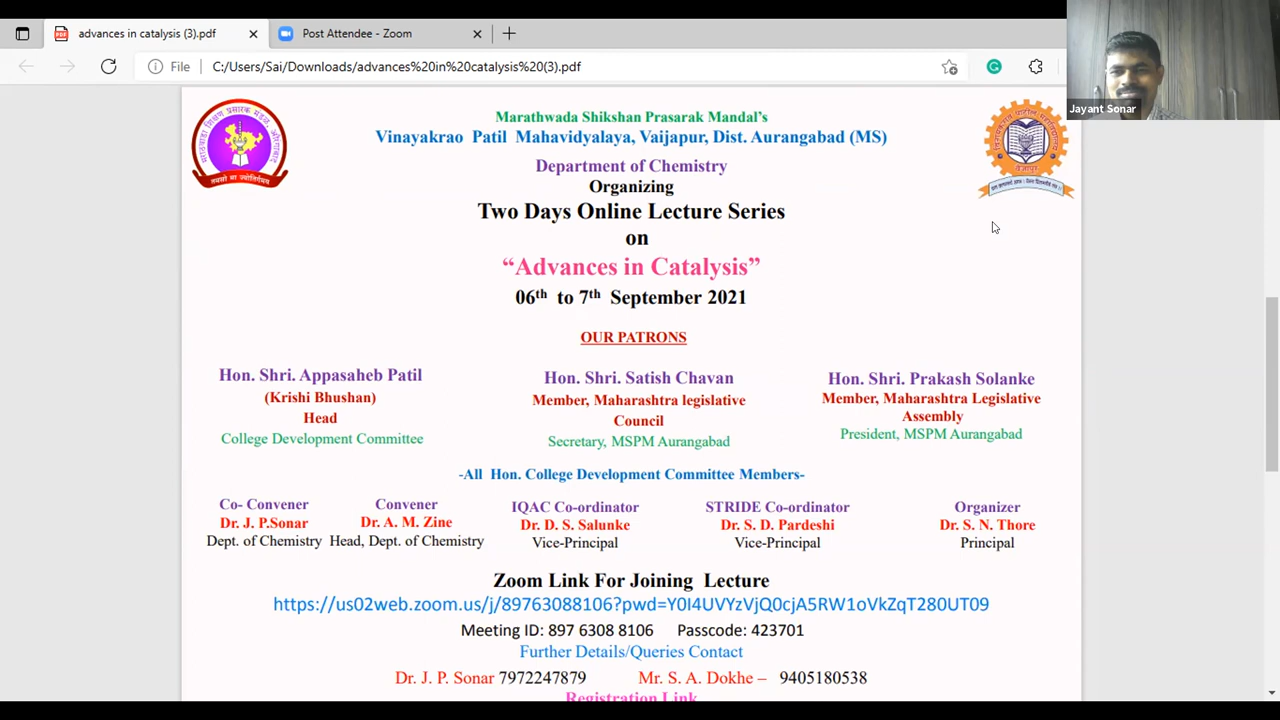 advances in catalysis (3).pdf
Post Attendee - Zoom
File
C:/Users/Sai/Downloads/advances%20in%20catalysis%20(3).pdf
Jayant Sonar
Marathwada Shikshan Prasarak Mandal's
Vinayakrao Patil Mahavidyalaya, Vaijapur, Dist. Aurangabad (MS)
Department of Chemistry
Organizing
Two Days Online Lecture Series
on
“Advances in Catalysis”
06th to 7th September 2021
OUR PATRONS
Hon. Shri. Appasaheb Patil
(Krishi Bhushan)
Head
College Development Committee
Hon. Shri. Satish Chavan
Member, Maharashtra legislative
Council
Secretary, MSPM Aurangabad
Hon. Shri. Prakash Solanke
Member, Maharashtra Legislative
Assembly
President, MSPM Aurangabad
-All Hon. College Development Committee Members-
Co- Convener
Dr. J. P.Sonar
Dept. of Chemistry
Convener
Dr. A. M. Zine
Head, Dept. of Chemistry
IQAC Co-ordinator
Dr. D. S. Salunke
Vice-Principal
STRIDE Co-ordinator
Dr. S. D. Pardeshi
Vice-Principal
Organizer
Dr. S. N. Thore
Principal
Zoom Link For Joining Lecture
https://us02web.zoom.us/j/89763088106?pwd=Y0I4UVYzVjQ0cjA5RW1oVkZqT280UT09
Meeting ID: 897 6308 8106 Passcode: 423701
Further Details/Queries Contact
Dr. J. P. Sonar 7972247879 Mr. S. A. Dokhe – 9405180538
Registration Link